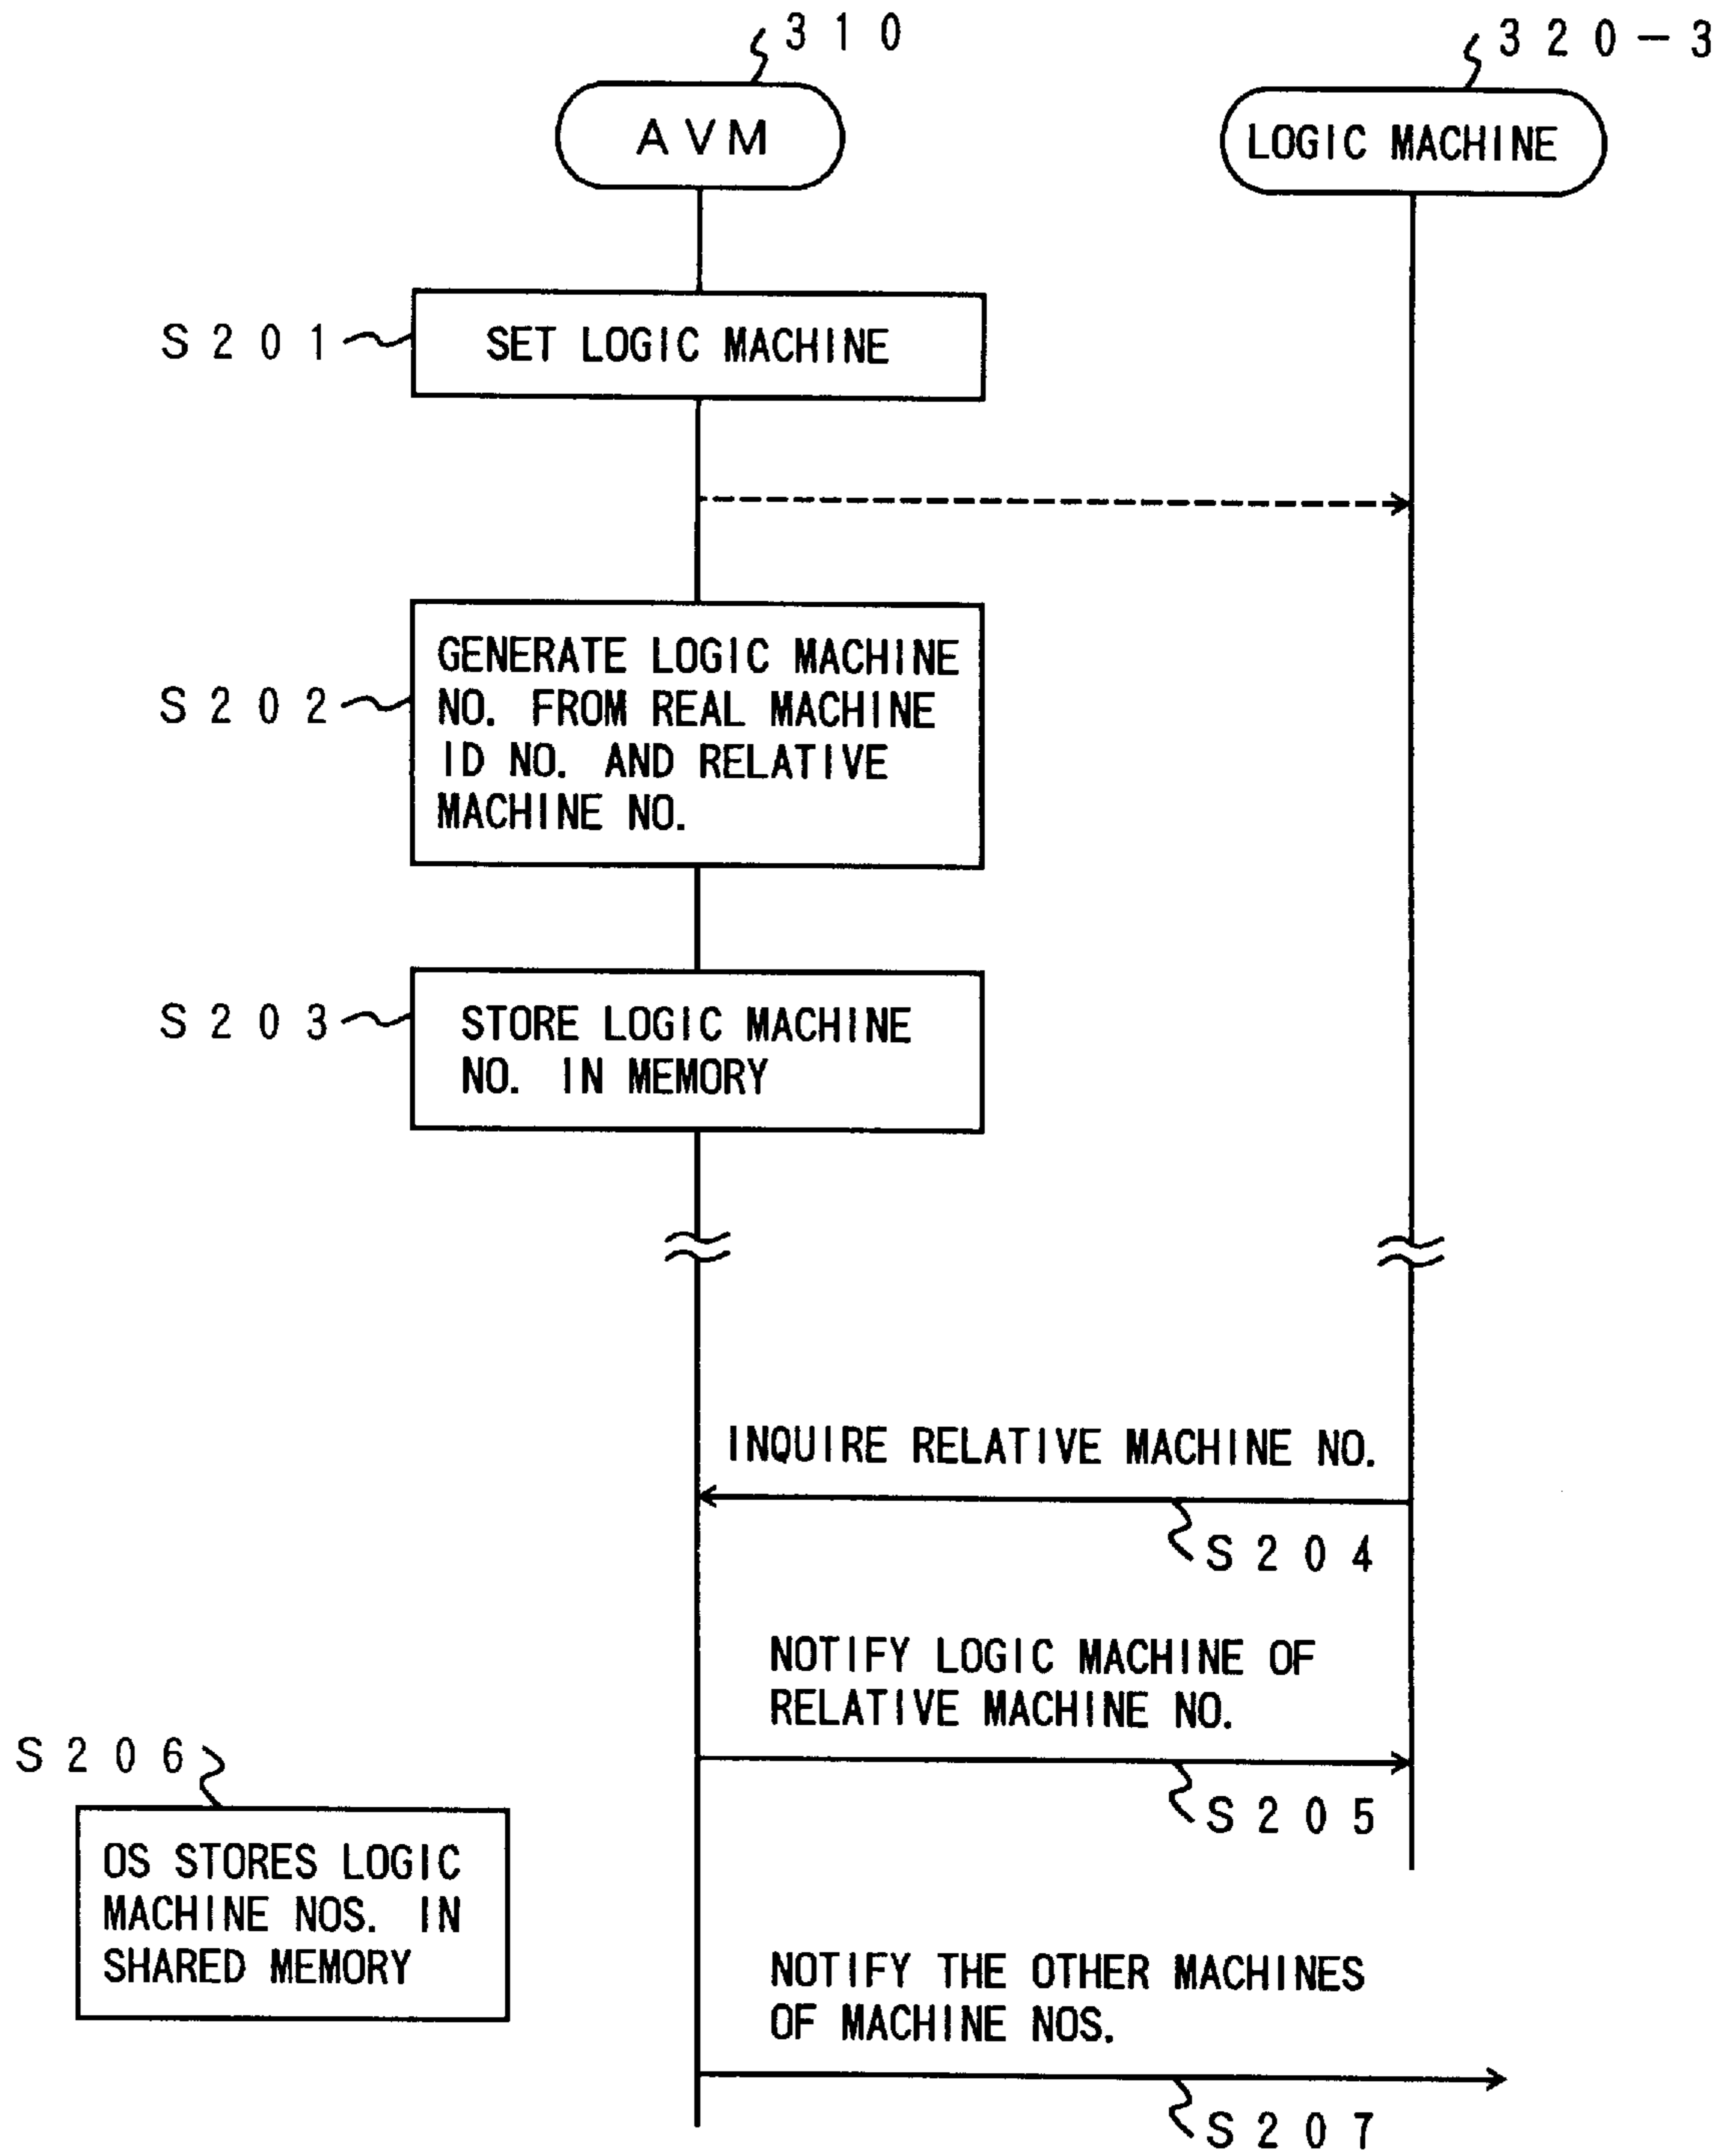 310
320-3
AVM
LOGIC MACHINE
S201
SET LOGIC MACHINE
S202
GENERATE LOGIC MACHINE
NO. FROM REAL MACHINE
ID NO. AND RELATIVE
MACHINE NO.
S203
STORE LOGIC MACHINE
NO. IN MEMORY
INQUIRE RELATIVE MACHINE NO.
S204
NOTIFY LOGIC MACHINE OF
RELATIVE MACHINE NO.
S205
S206
OS STORES LOGIC
MACHINE NOS. IN
SHARED MEMORY
NOTIFY THE OTHER MACHINES
OF MACHINE NOS.
S207